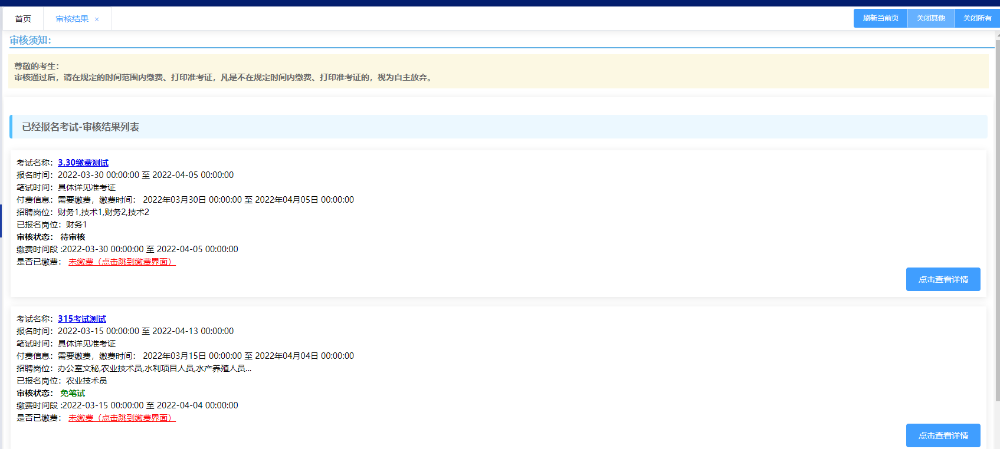 首页 审核结果 × 刷新当前页 关闭其他 关闭所有
审核须知：
尊敬的考生：
审核通过后，请在规定的时间范围内缴费、打印准考证，凡是不在规定时间内缴费、打印准考证的，视为自主放弃。
已经报名考试-审核结果列表
考试名称：3.30缴费测试
报名时间：2022-03-30 00:00:00 至 2022-04-05 00:00:00
笔试时间：具体详见准考证
付费信息：需要缴费，缴费时间： 2022年03月30日 00:00:00 至 2022年04月05日 00:00:00
招聘岗位：财务1,技术1,财务2,技术2
已报名岗位：财务1
审核状态： 待审核
缴费时间段 :2022-03-30 00:00:00 至 2022-04-05 00:00:00
是否已缴费： 未缴费（点击跳到缴费界面）
点击查看详情
考试名称：315考试测试
报名时间：2022-03-15 00:00:00 至 2022-04-13 00:00:00
笔试时间：具体详见准考证
付费信息：需要缴费，缴费时间： 2022年03月15日 00:00:00 至 2022年04月04日 00:00:00
招聘岗位：办公室文秘,农业技术员,水利项目人员,水产养殖人员...
已报名岗位：农业技术员
审核状态： 免笔试
缴费时间段 :2022-03-15 00:00:00 至 2022-04-04 00:00:00
是否已缴费： 未缴费（点击跳到缴费界面）
点击查看详情